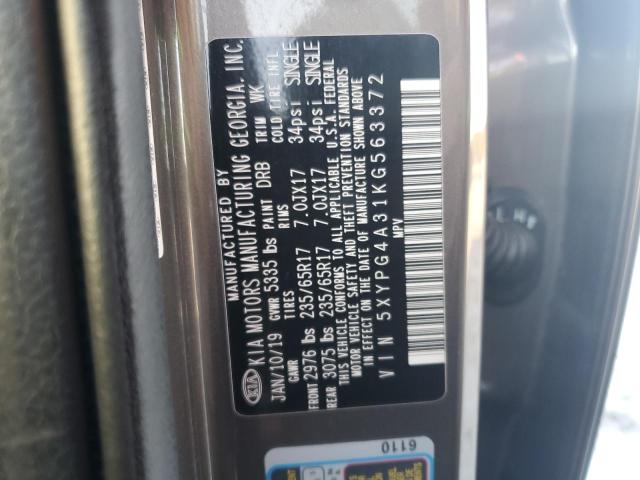 MANUFACTURED BY
KIA KIA MOTORS MANUFACTURING GEORGIA, INC.
JAN/10/19 GVWR 5835 lbs PAINT DRB TRIM WK
GAWR TIRES RIMS COLD TIRE INFL
FRONT 2976 lbs 235/65R17 7.0JX17 34psi SINGLE
REAR 3075 lbs 235/65R17 7.0JX17 34psi SINGLE
THIS VEHICLE CONFORMS TO ALL APPLICABLE U.S.A. FEDERAL
MOTOR VEHICLE SAFETY AND THEFT PREVENTION STANDARDS
IN EFFECT ON THE DATE OF MANUFACTURE SHOWN ABOVE
VIN 5XYPG4A31KG563372
MPV
6110